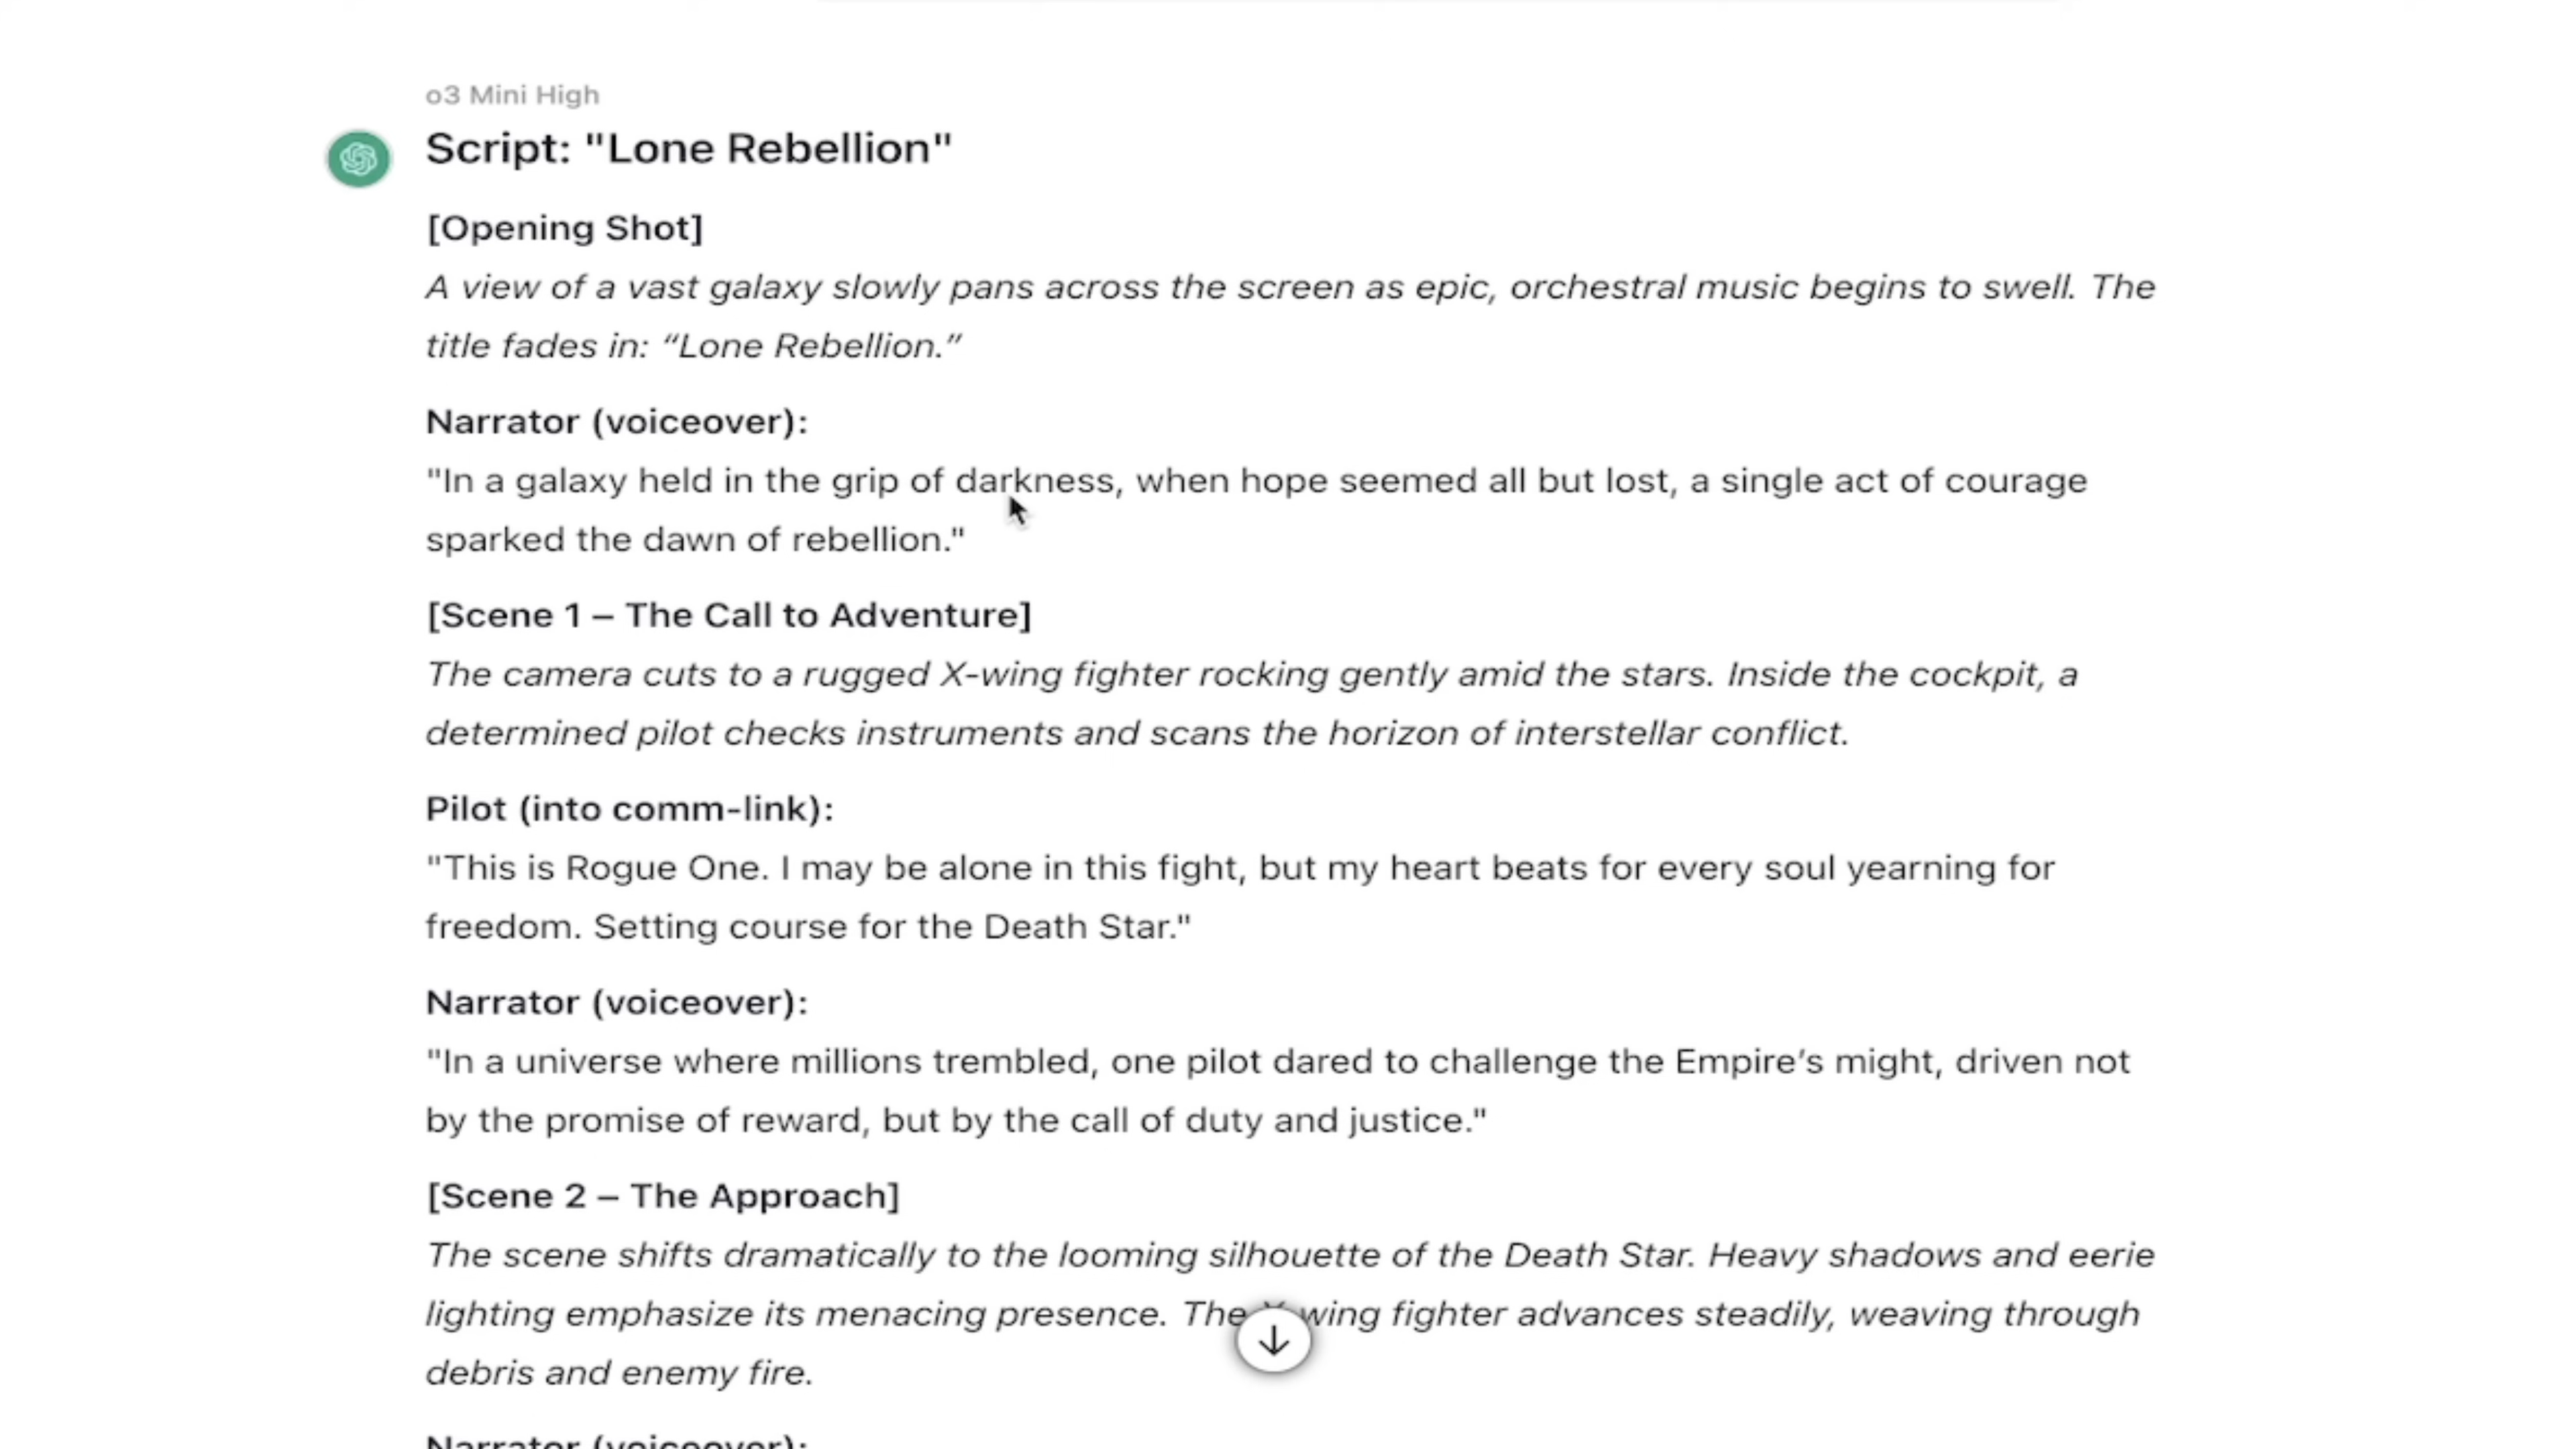 o3 Mini High
Script: "Lone Rebellion"
[Opening Shot]
A view of a vast galaxy slowly pans across the screen as epic, orchestral music begins to swell. The
title fades in: “Lone Rebellion.”
Narrator (voiceover):
"In a galaxy held in the grip of darkness, when hope seemed all but lost, a single act of courage
sparked the dawn of rebellion."
[Scene 1 – The Call to Adventure]
The camera cuts to a rugged X-wing fighter rocking gently amid the stars. Inside the cockpit, a
determined pilot checks instruments and scans the horizon of interstellar conflict.
Pilot (into comm-link):
"This is Rogue One. I may be alone in this fight, but my heart beats for every soul yearning for
freedom. Setting course for the Death Star."
Narrator (voiceover):
"In a universe where millions trembled, one pilot dared to challenge the Empire’s might, driven not
by the promise of reward, but by the call of duty and justice."
[Scene 2 – The Approach]
The scene shifts dramatically to the looming silhouette of the Death Star. Heavy shadows and eerie
lighting emphasize its menacing presence. The X-wing fighter advances steadily, weaving through
debris and enemy fire.
Narrator (voiceover):